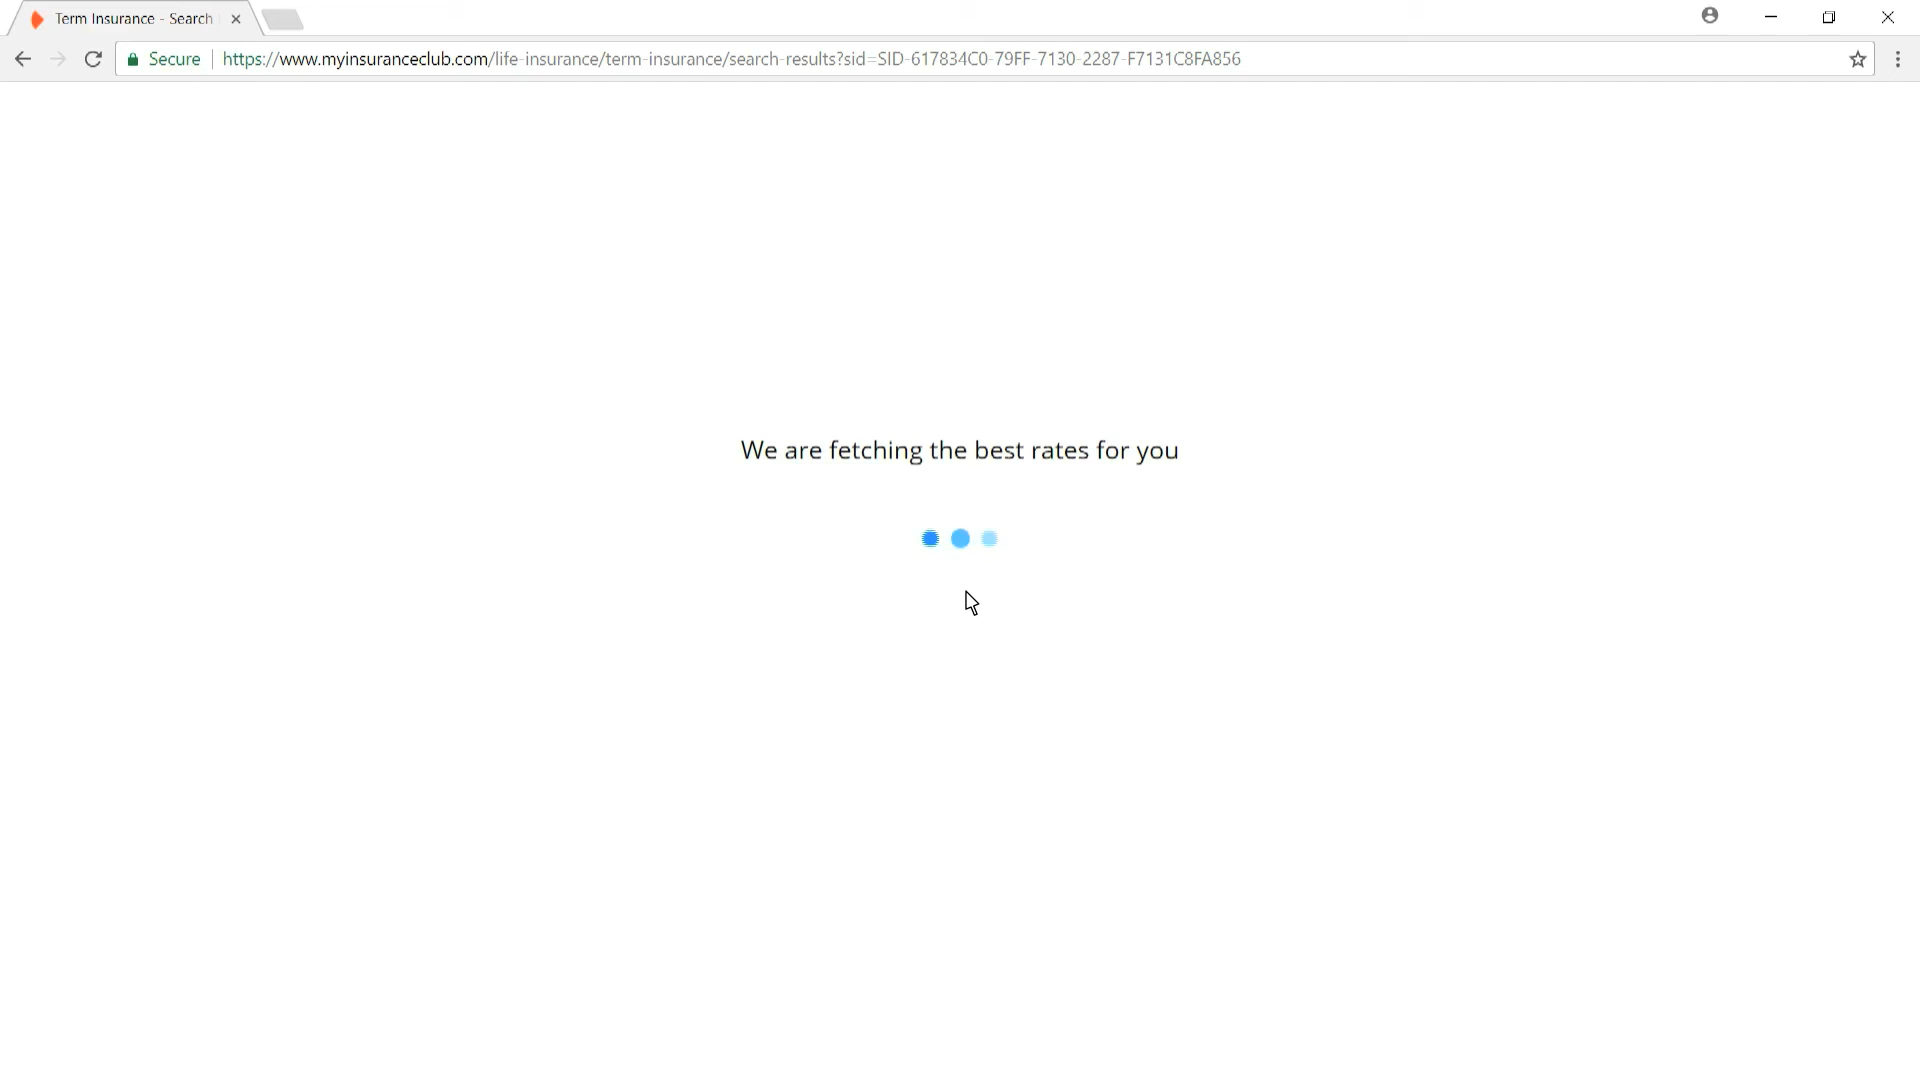 Term Insurance - Search
Secure
https://www.myinsuranceclub.com/life-insurance/term-insurance/search-results?sid=SID-617834C0-79FF-7130-2287-F7131C8FA856
We are fetching the best rates for you